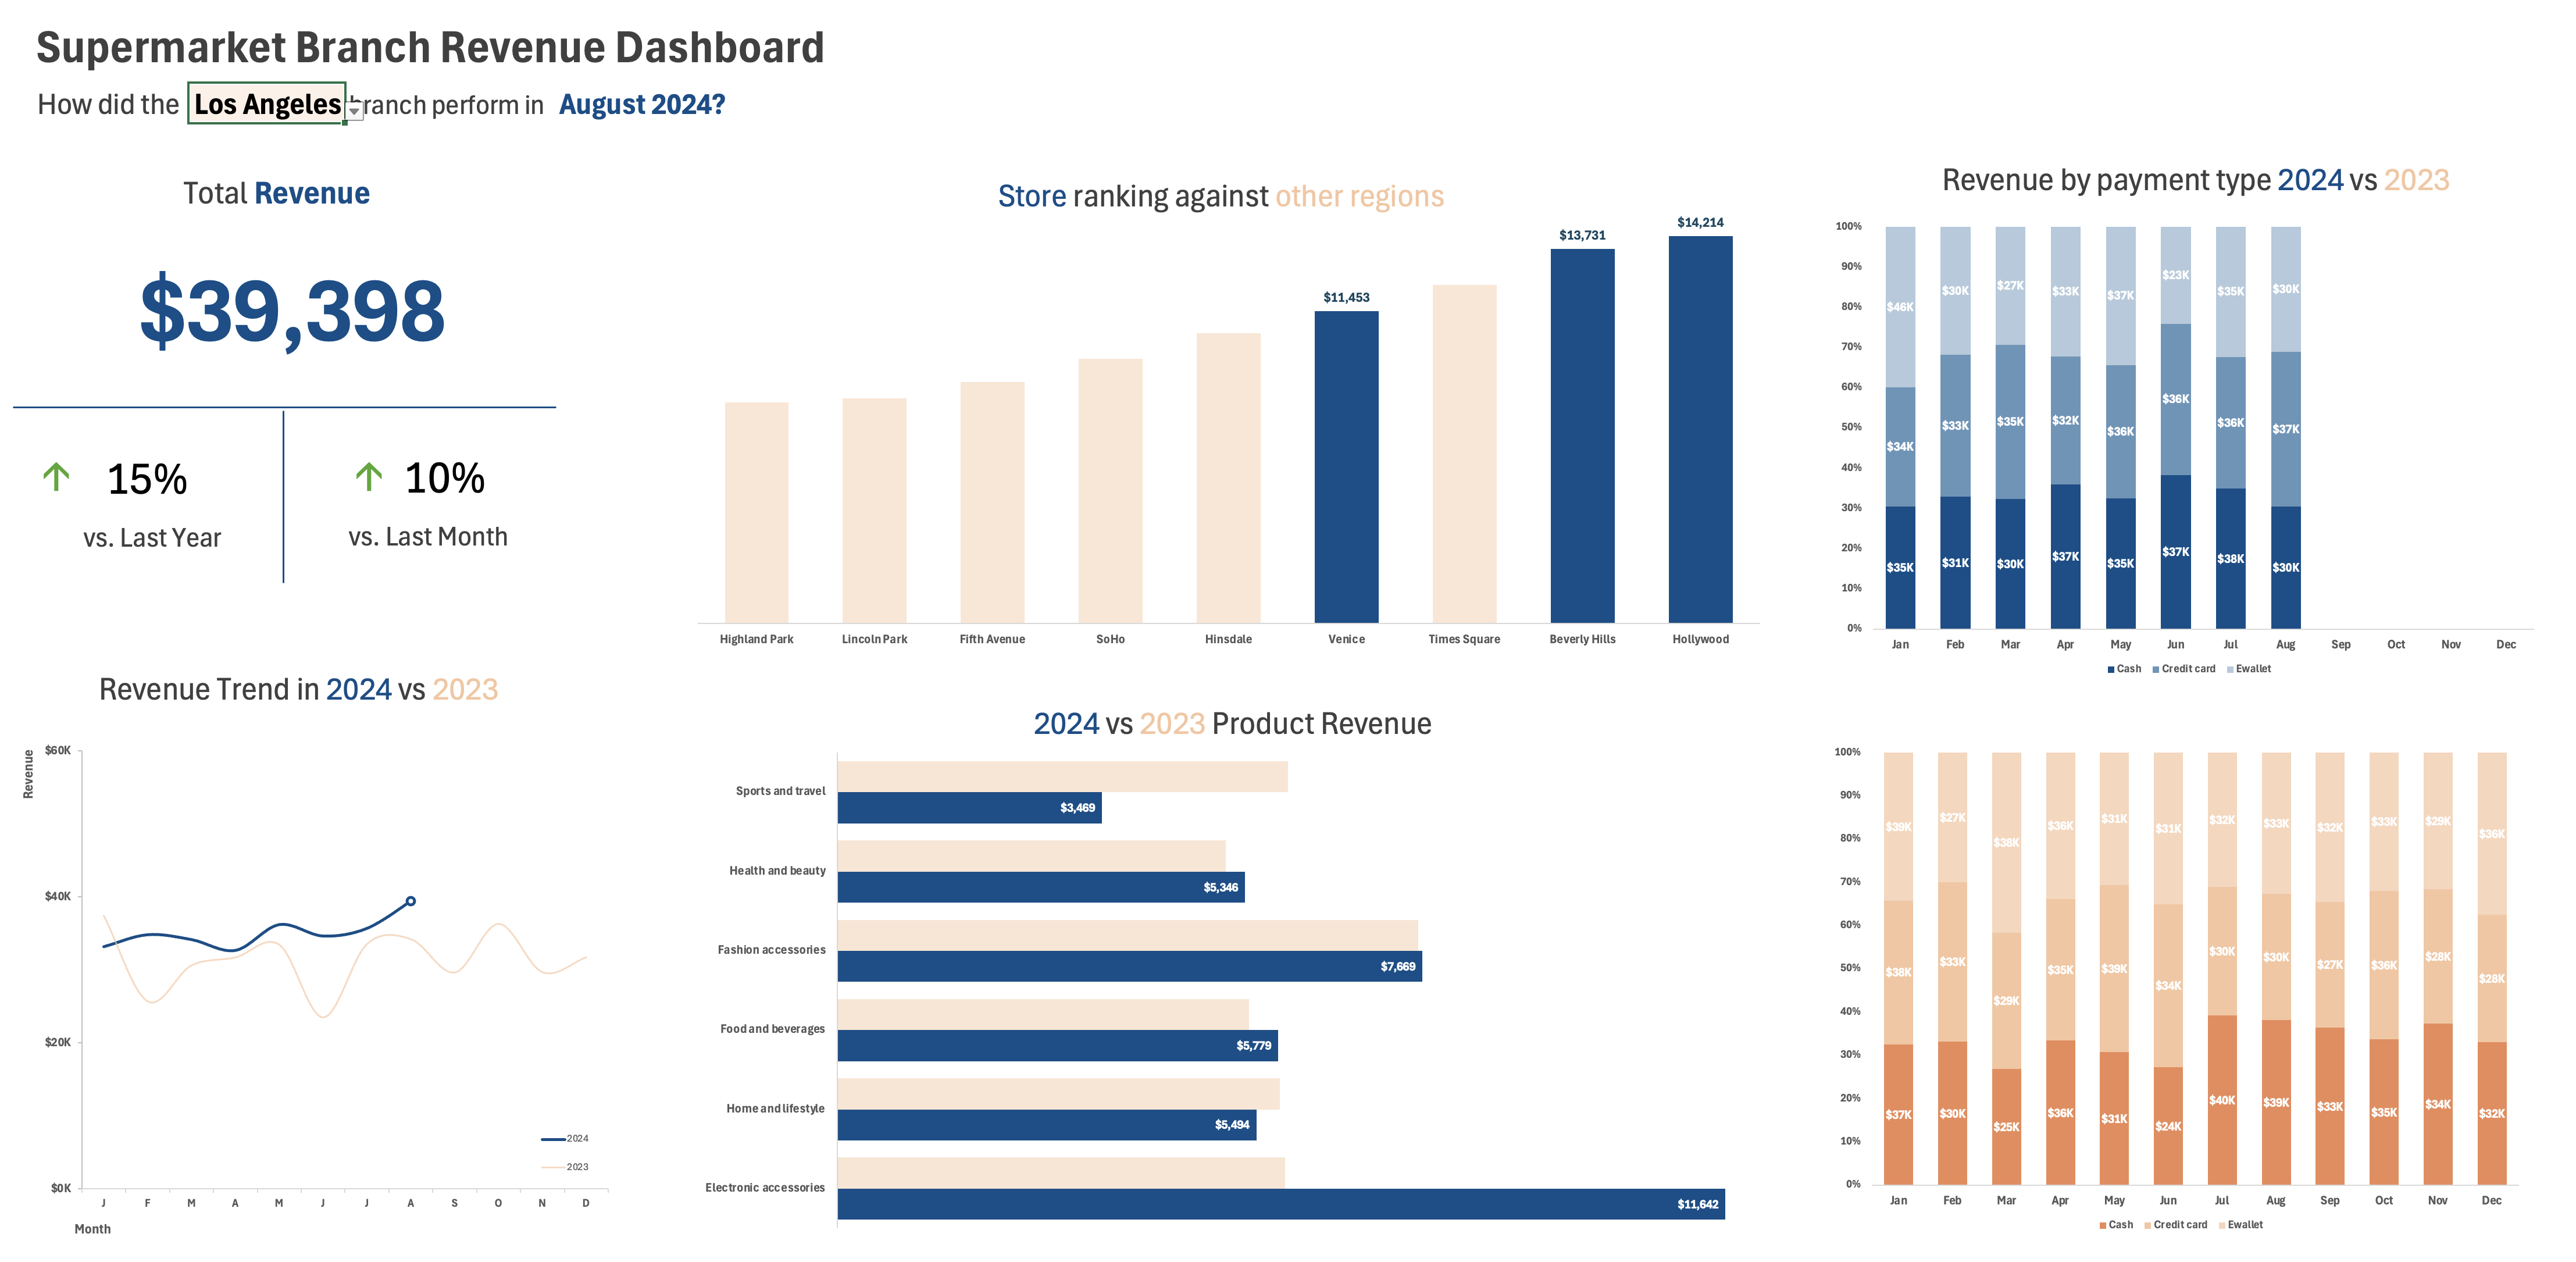 Supermarket Branch Revenue Dashboard
How did the Los Angeles branch perform in August 2024?
Total Revenue
$39,398
15%
vs. Last Year
10%
vs. Last Month
Store ranking against other regions
$11,453
$13,731
$14,214
Highland Park Lincoln Park Fifth Avenue SoHo Hinsdale Venice Times Square Beverly Hills Hollywood
Revenue by payment type 2024 vs 2023
100%
90%
80%
70%
60%
50%
40%
30%
20%
10%
0%
$46K $30K $27K $33K $37K $23K $35K $30K
$34K $33K $35K $32K $36K $36K $36K $37K
$35K $31K $30K $37K $35K $37K $38K $30K
Jan Feb Mar Apr May Jun Jul Aug Sep Oct Nov Dec
Cash Credit card Ewallet
Revenue Trend in 2024 vs 2023
Revenue
$60K
$40K
$20K
$0K
J F M A M J J A S O N D
Month
2024
2023
2024 vs 2023 Product Revenue
Sports and travel $3,469
Health and beauty $5,346
Fashion accessories $7,669
Food and beverages $5,779
Home and lifestyle $5,494
Electronic accessories $11,642
100%
90%
80%
70%
60%
50%
40%
30%
20%
10%
0%
$39K $27K $38K $36K $31K $31K $32K $33K $32K $33K $29K $36K
$38K $33K $29K $35K $39K $34K $30K $30K $27K $36K $28K $28K
$37K $30K $25K $36K $31K $24K $40K $39K $33K $35K $34K $32K
Jan Feb Mar Apr May Jun Jul Aug Sep Oct Nov Dec
Cash Credit card Ewallet